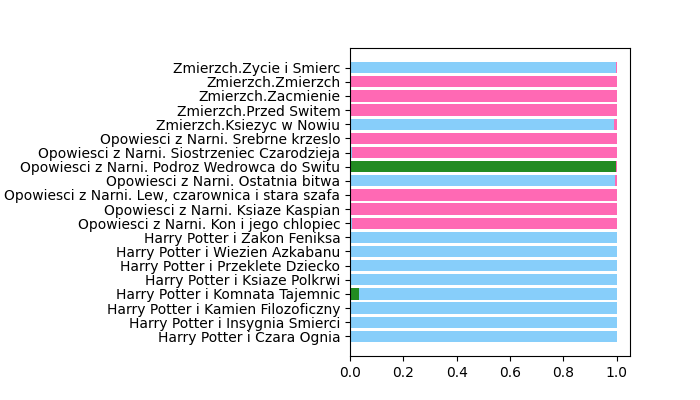 Zmierzch.Zycie i Smierc
Zmierzch.Zmierzch
Zmierzch.Zacmienie
Zmierzch.Przed Switem
Zmierzch.Ksiezyc w Nowiu
Opowiesci z Narni. Srebrne krzeslo
Opowiesci z Narni. Siostrzeniec Czarodzieja
Opowiesci z Narni. Podroz Wedrowca do Switu
Opowiesci z Narni. Ostatnia bitwa
Opowiesci z Narni. Lew, czarownica i stara szafa
Opowiesci z Narni. Ksiaze Kaspian
Opowiesci z Narni. Kon i jego chlopiec
Harry Potter i Zakon Feniksa
Harry Potter i Wiezien Azkabanu
Harry Potter i Przeklete Dziecko
Harry Potter i Ksiaze Polkrwi
Harry Potter i Komnata Tajemnic
Harry Potter i Kamien Filozoficzny
Harry Potter i Insygnia Smierci
Harry Potter i Czara Ognia
0.0 0.2 0.4 0.6 0.8 1.0